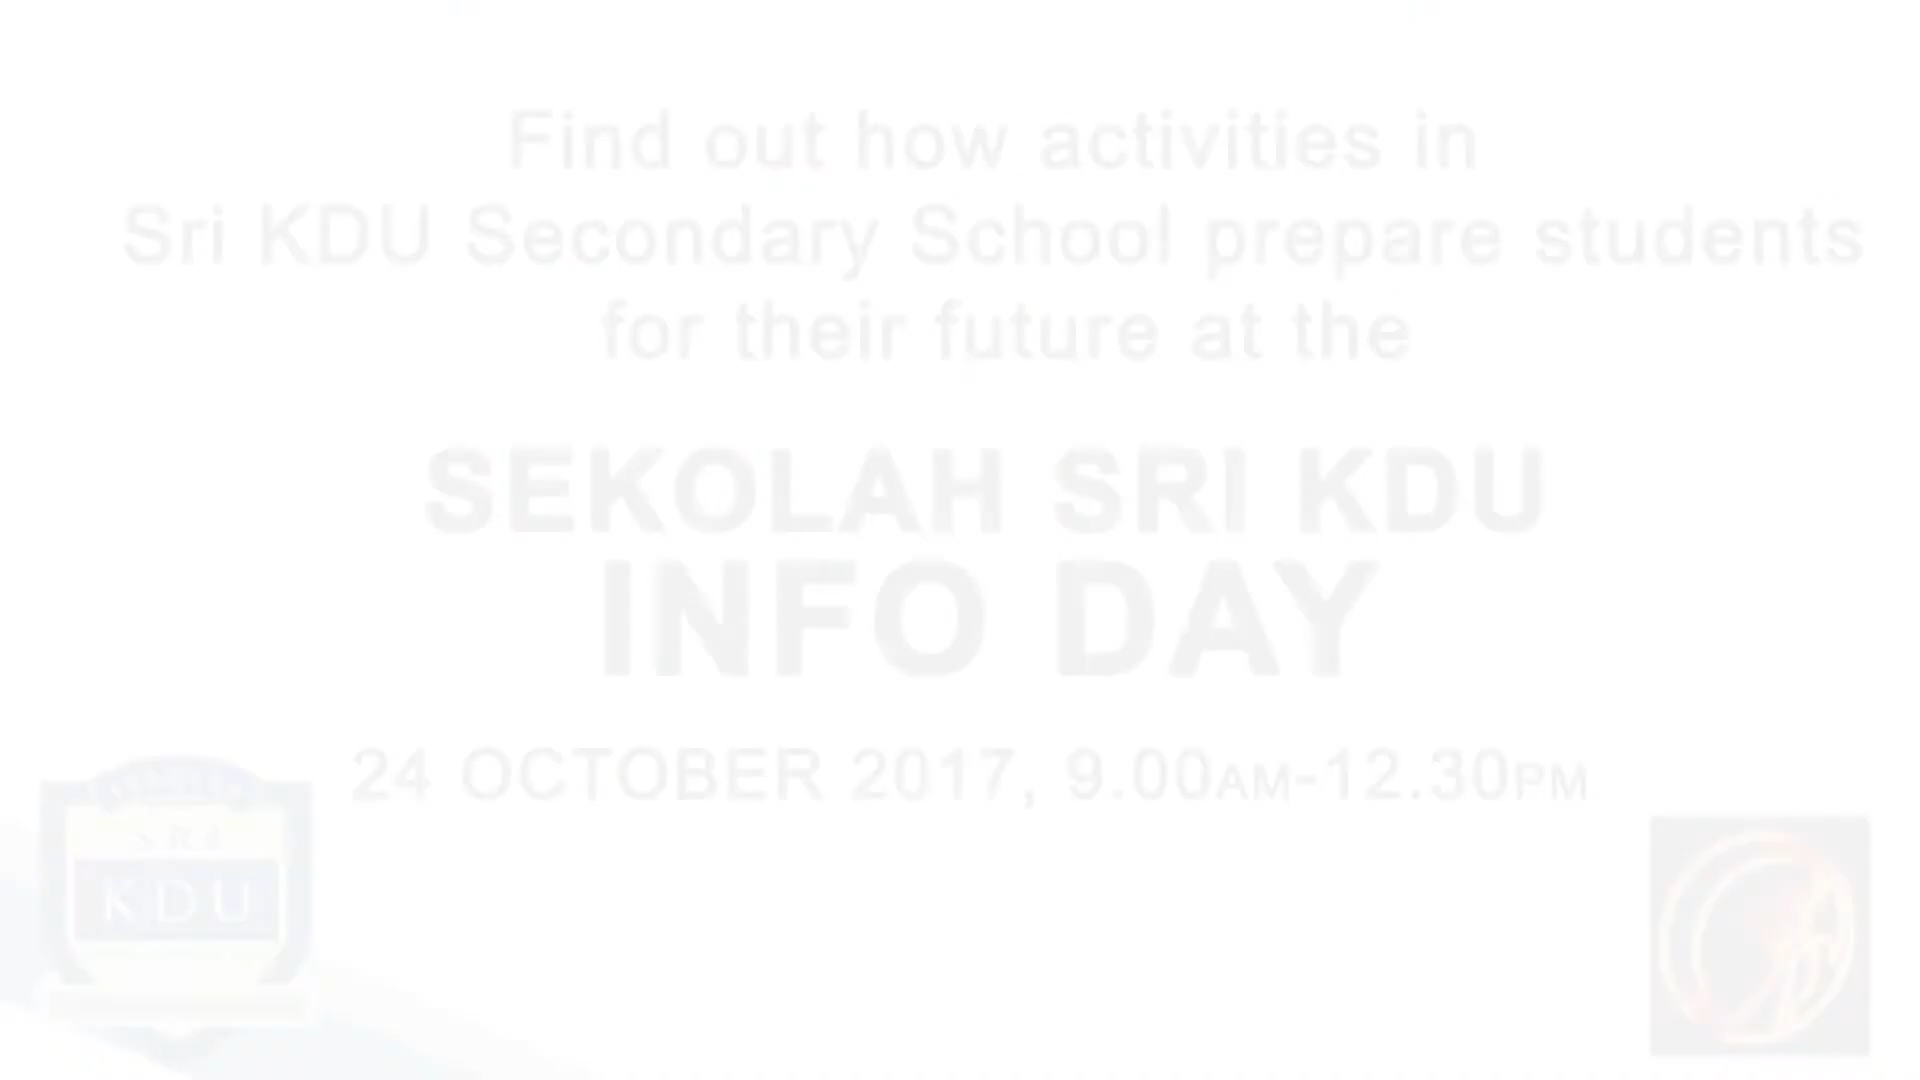 Find out how activities in
Sri KDU Secondary School prepare students
for their future at the
SEKOLAH SRI KDU
INFO DAY
24 OCTOBER 2017, 9.00AM-12.30PM
SRI
KDU